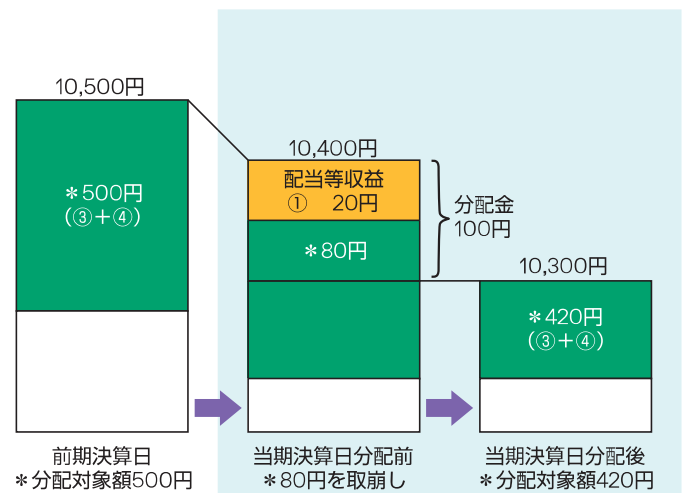 10,500円
＊500円
(③＋④)
前期決算日
＊分配対象額500円
10,400円
配当等収益
① 20円
＊80円
分配金
100円
当期決算日分配前
＊80円を取崩し
10,300円
＊420円
(③＋④)
当期決算日分配後
＊分配対象額420円